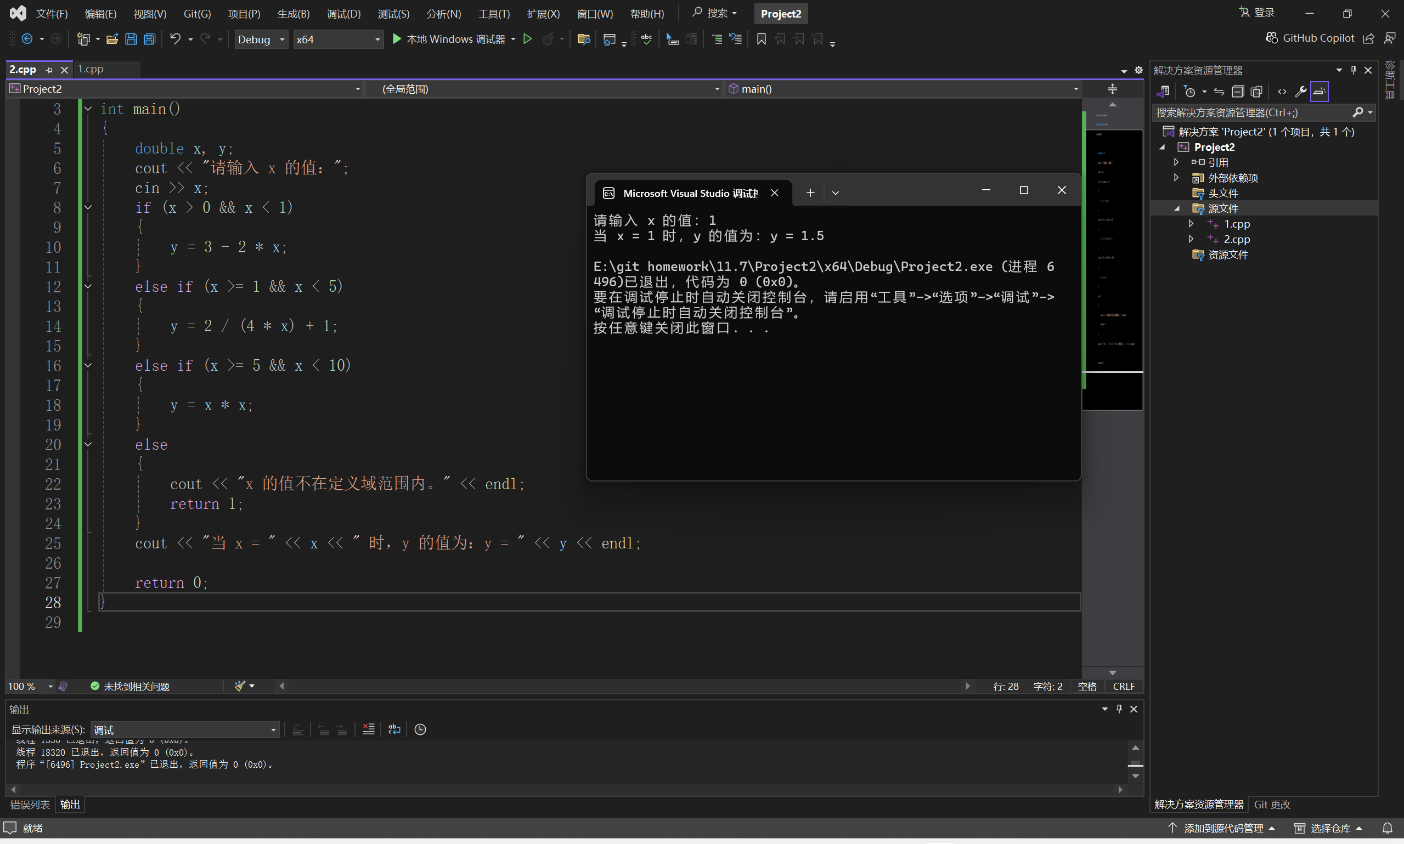 文件(F) 编辑(E) 视图(V) Git(G) 项目(P) 生成(B) 调试(D) 测试(S) 分析(N) 工具(T) 扩展(X) 窗口(W) 帮助(H) 搜索 Project2 登录
Debug x64 本地 Windows 调试器 GitHub Copilot
2.cpp 1.cpp
Project2 (全局范围) main()
3 int main()
4 {
5 double x, y;
6 cout << "请输入 x 的值: ";
7 cin >> x;
8 if (x > 0 && x < 1)
9 {
10 y = 3 - 2 * x;
11 }
12 else if (x >= 1 && x < 5)
13 {
14 y = 2 / (4 * x) + 1;
15 }
16 else if (x >= 5 && x < 10)
17 {
18 y = x * x;
19 }
20 else
21 {
22 cout << "x 的值不在定义域范围内。" << endl;
23 return 1;
24 }
25 cout << "当 x = " << x << " 时, y 的值为: y = " << y << endl;
26
27 return 0;
28 }
29
Microsoft Visual Studio 调试
请输入 x 的值: 1
当 x = 1 时, y 的值为: y = 1.5
E:\git homework\11.7\Project2\x64\Debug\Project2.exe (进程 6
496)已退出，代码为 0 (0x0)。
要在调试停止时自动关闭控制台，请启用“工具”->“选项”->“调试”->
“调试停止时自动关闭控制台”。
按任意键关闭此窗口. . .
解决方案资源管理器
搜索解决方案资源管理器(Ctrl+;)
解决方案 'Project2' (1 个项目，共 1 个)
Project2
引用
外部依赖项
头文件
源文件
1.cpp
2.cpp
资源文件
诊断工具
100 % 未找到相关问题 行: 28 字符: 2 空格 CRLF
输出
显示输出来源(S): 调试
线程 18320 已退出，返回值为 0 (0x0)。
程序“[6496] Project2.exe”已退出，返回值为 0 (0x0)。
错误列表 输出
解决方案资源管理器 Git 更改
就绪 添加到源代码管理 选择仓库